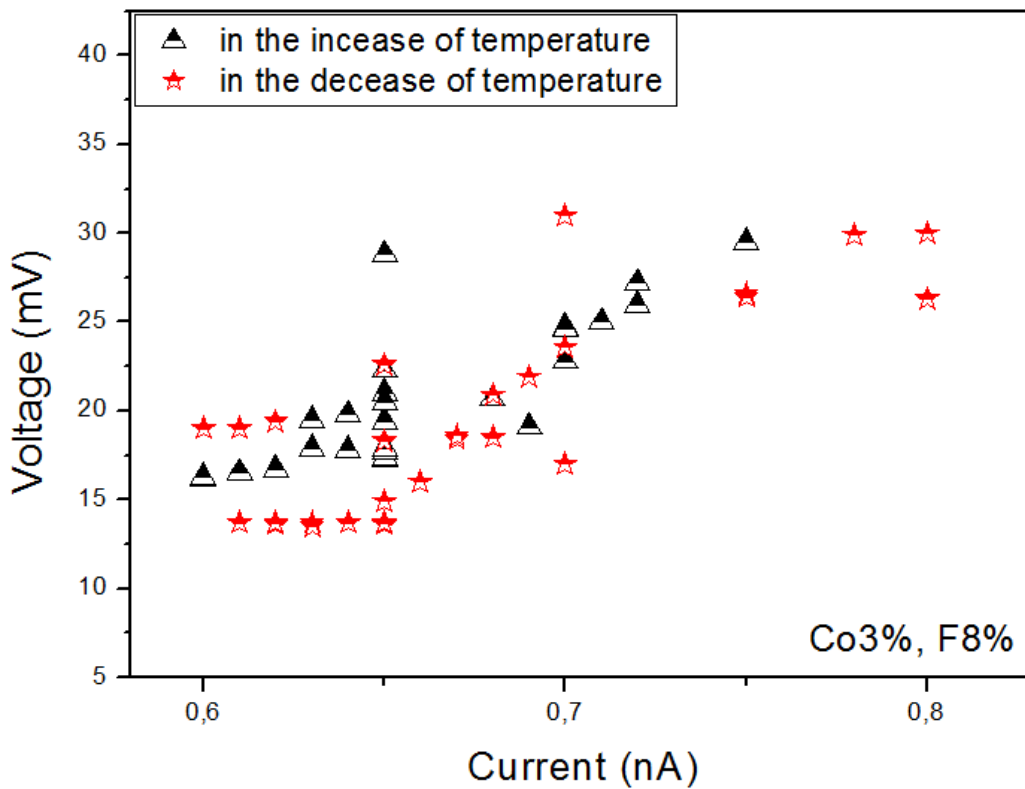 in the incease of temperature
in the decease of temperature
40
35
30
25
20
15
10
5
Voltage (mV)
Co3%, F8%
0,6
0,7
0,8
Current (nA)